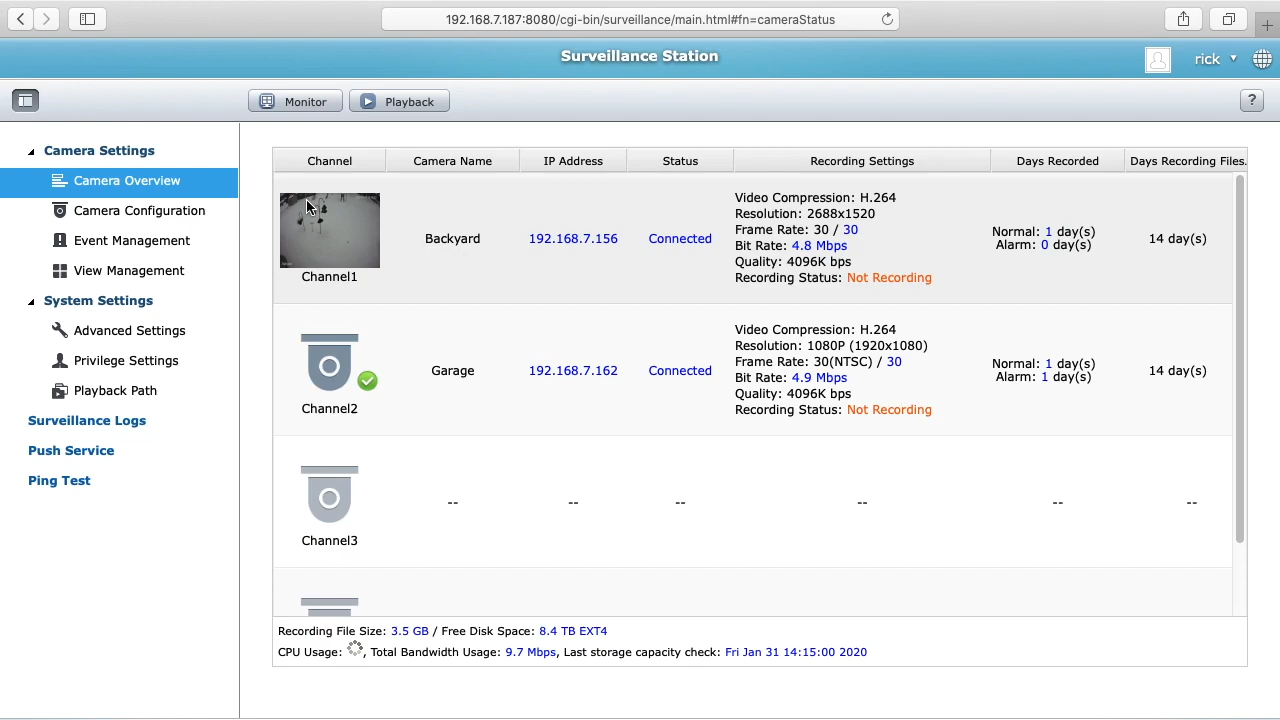 192.168.7.187:8080/cgi-bin/surveillance/main.html#fn=cameraStatus
Surveillance Station
rick
Monitor
Playback
?
Camera Settings
Camera Overview
Camera Configuration
Event Management
View Management
System Settings
Advanced Settings
Privilege Settings
Playback Path
Surveillance Logs
Push Service
Ping Test
Channel Camera Name IP Address Status Recording Settings Days Recorded Days Recording Files.
Channel1
Backyard
192.168.7.156
Connected
Video Compression: H.264
Resolution: 2688x1520
Frame Rate: 30 / 30
Bit Rate: 4.8 Mbps
Quality: 4096K bps
Recording Status: Not Recording
Normal: 1 day(s)
Alarm: 0 day(s)
14 day(s)
Channel2
Garage
192.168.7.162
Connected
Video Compression: H.264
Resolution: 1080P (1920x1080)
Frame Rate: 30(NTSC) / 30
Bit Rate: 4.9 Mbps
Quality: 4096K bps
Recording Status: Not Recording
Normal: 1 day(s)
Alarm: 1 day(s)
14 day(s)
Channel3
-- -- -- -- -- --
Recording File Size: 3.5 GB / Free Disk Space: 8.4 TB EXT4
CPU Usage: , Total Bandwidth Usage: 9.7 Mbps, Last storage capacity check: Fri Jan 31 14:15:00 2020